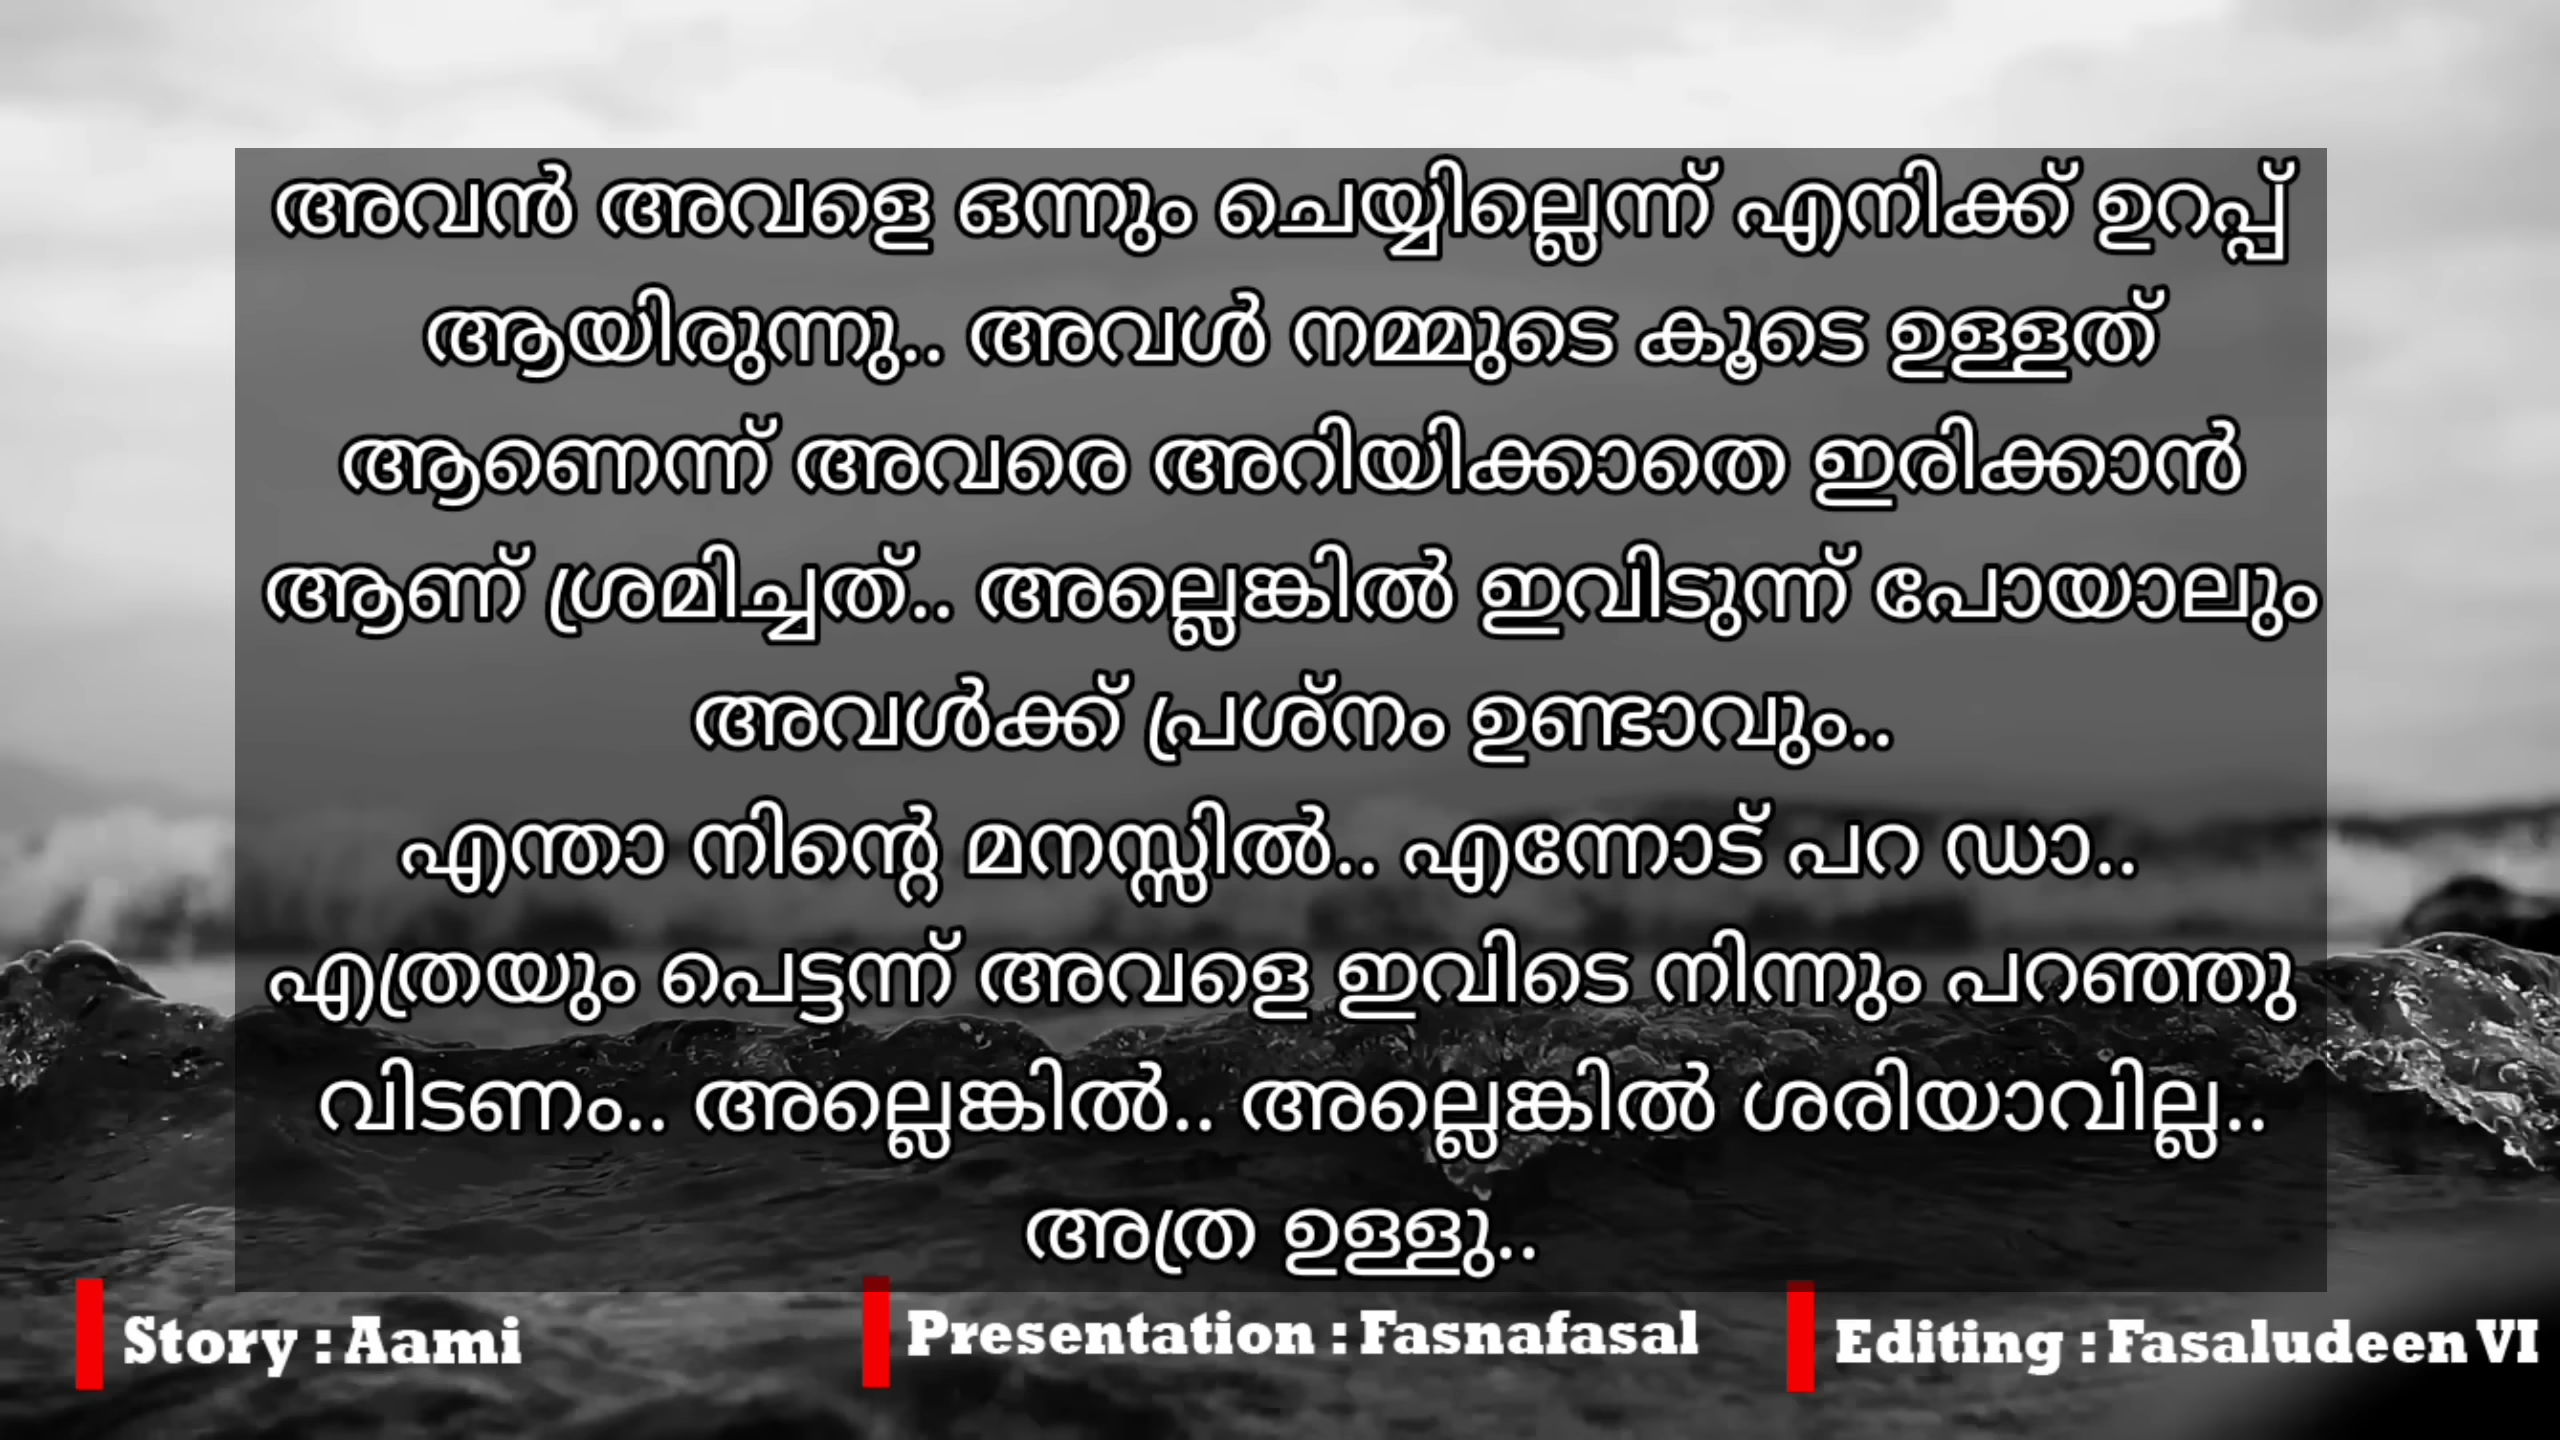 അവൻ അവളെ ഒന്നും ചെയ്യില്ലെന്ന് എനിക്ക് ഉറപ്പ്
ആയിരുന്നു.. അവൾ നമ്മുടെ കൂടെ ഉള്ളത്
ആണെന്ന് അവരെ അറിയിക്കാതെ ഇരിക്കാൻ
ആണ് ശ്രമിച്ചത്.. അല്ലെങ്കിൽ ഇവിടുന്ന് പോയാലും
അവൾക്ക് പ്രശ്നം ഉണ്ടാവും..
എന്താ നിന്റെ മനസ്സിൽ.. എന്നോട് പറ ഡാ..
എത്രയും പെട്ടന്ന് അവളെ ഇവിടെ നിന്നും പറഞ്ഞു
വിടണം.. അല്ലെങ്കിൽ.. അല്ലെങ്കിൽ ശരിയാവില്ല..
അത്ര ഉള്ളു..
Story : Aami
Presentation : Fasnafasal
Editing : Fasaludeen VI